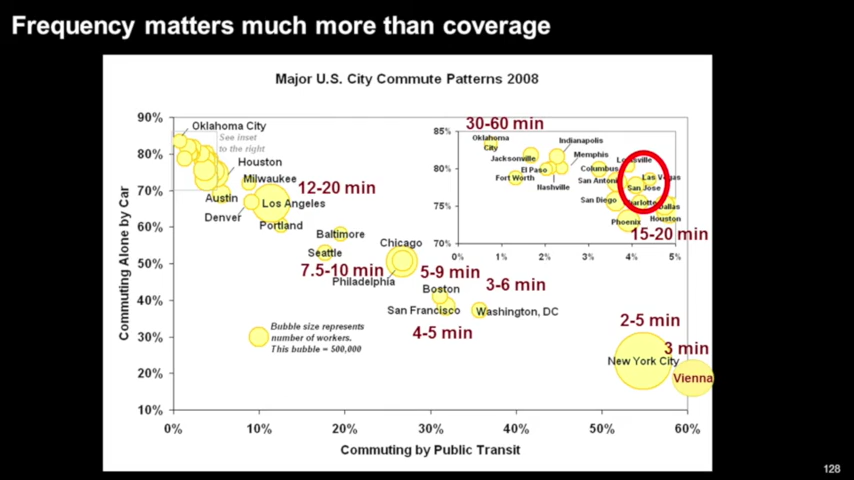 Frequency matters much more than coverage
Major U.S. City Commute Patterns 2008
90%
80%
70%
60%
50%
40%
30%
20%
10%
Commuting Alone by Car
0%
10%
20%
30%
40%
50%
60%
Commuting by Public Transit
Oklahoma City
See inset
to the right
Houston
Milwaukee
12-20 min
Austin
Los Angeles
Denver
Portland
Baltimore
Seattle
Chicago
7.5-10 min
5-9 min
Philadelphia
Boston
3-6 min
San Francisco
Washington, DC
4-5 min
Bubble size represents
number of workers.
This bubble = 500,000
2-5 min
3 min
New York City
Vienna
30-60 min
85%
80%
75%
70%
0%
1%
2%
3%
4%
5%
Oklahoma
City
Indianapolis
Jacksonville
Memphis
El Paso
Columbus
Louisville
Fort Worth
Nashville
San Antonio
Las Vegas
San Jose
San Diego
Charlotte
Dallas
Phoenix
Houston
15-20 min
128